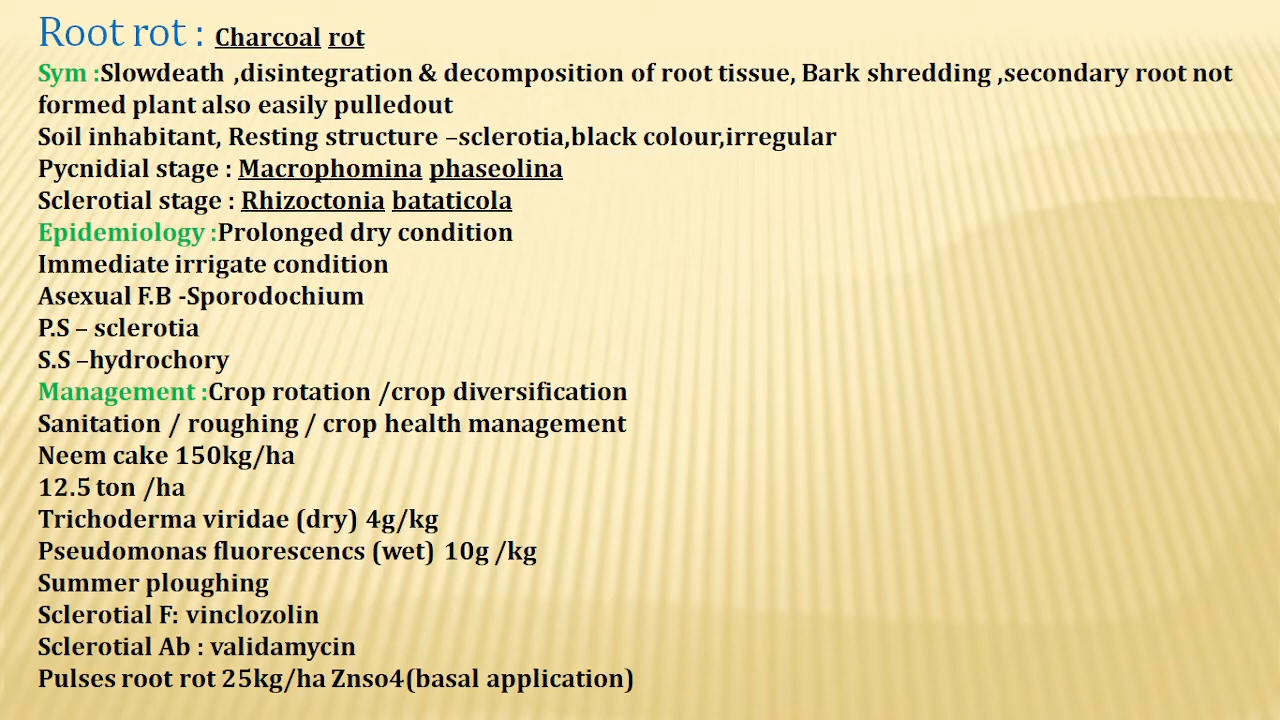 Root rot : Charcoal rot
Sym :Slowdeath ,disintegration & decomposition of root tissue, Bark shredding ,secondary root not
formed plant also easily pulledout
Soil inhabitant, Resting structure –sclerotia,black colour,irregular
Pycnidial stage : Macrophomina phaseolina
Sclerotial stage : Rhizoctonia bataticola
Epidemiology :Prolonged dry condition
Immediate irrigate condition
Asexual F.B -Sporodochium
P.S – sclerotia
S.S –hydrochory
Management :Crop rotation /crop diversification
Sanitation / roughing / crop health management
Neem cake 150kg/ha
12.5 ton /ha
Trichoderma viridae (dry) 4g/kg
Pseudomonas fluorescencs (wet) 10g /kg
Summer ploughing
Sclerotial F: vinclozolin
Sclerotial Ab : validamycin
Pulses root rot 25kg/ha Znso4(basal application)